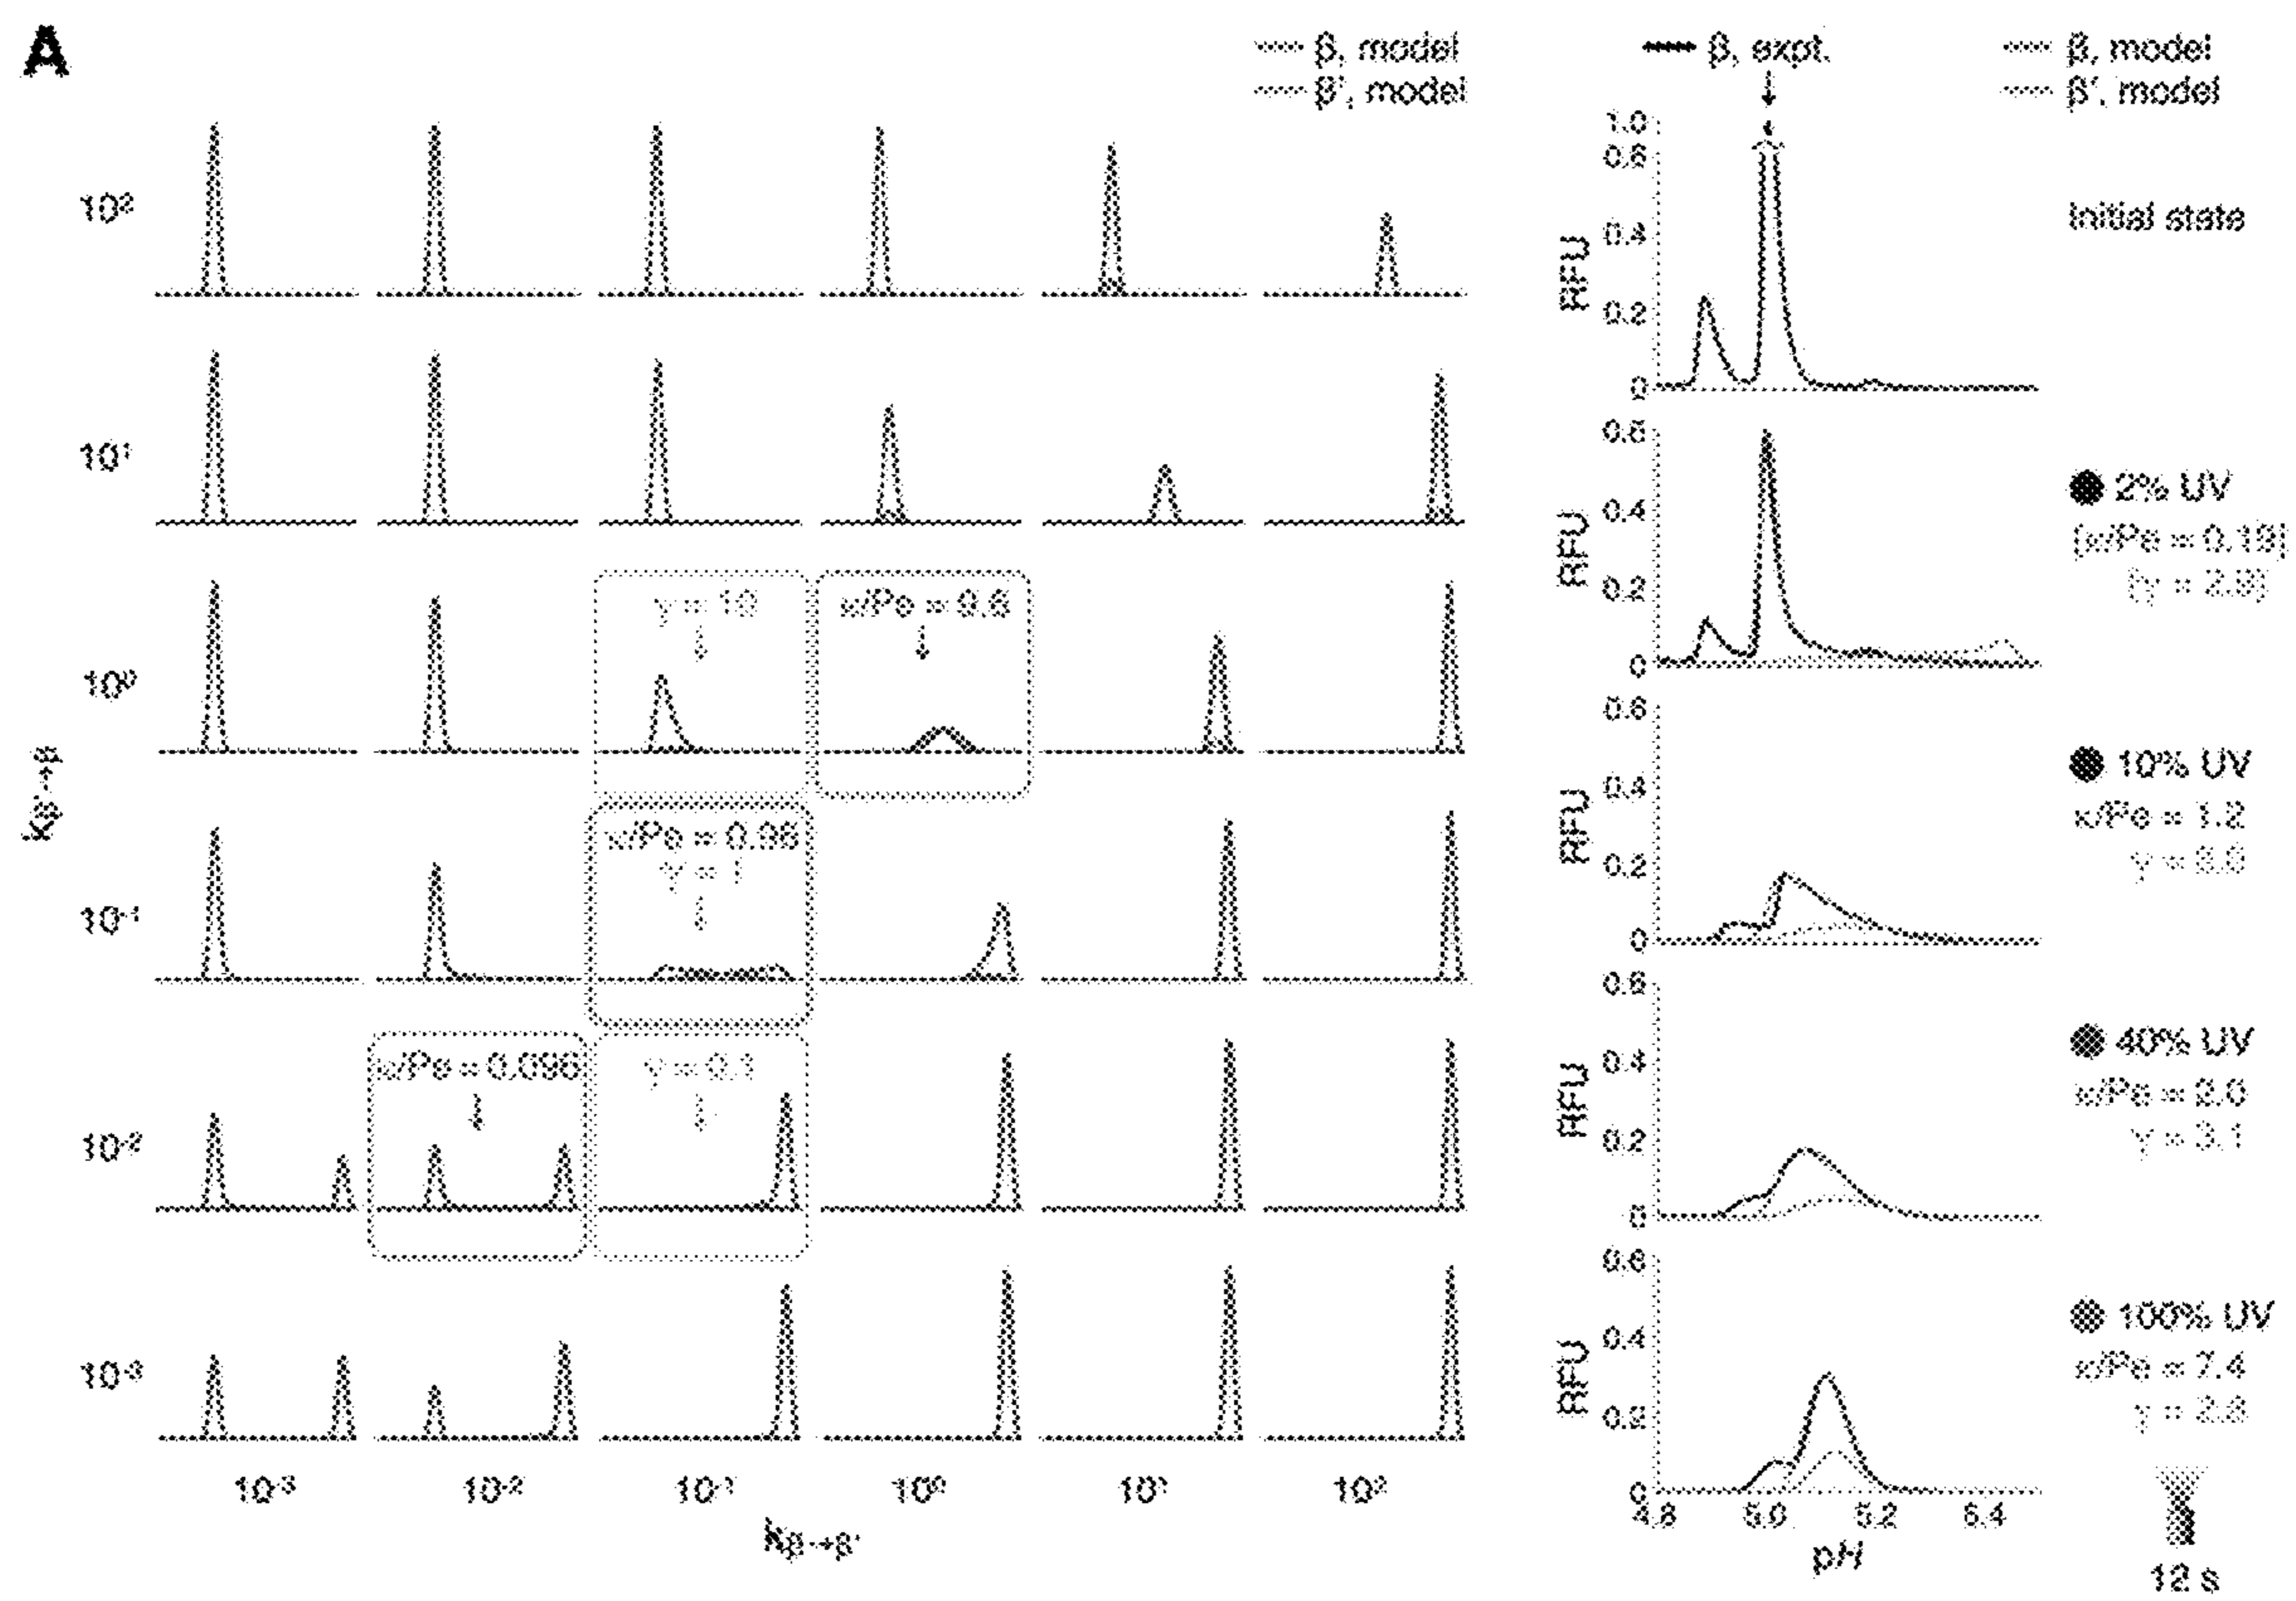 A
β, model
β', model
β, expt.
β, model
β', model
10²
10¹
10⁰
10⁻¹
10⁻²
10⁻³
kβ'→β
γ = 10
κ/Pe = 9.6
κ/Pe = 0.96
γ = 1
κ/Pe = 0.096
γ = 0.1
10⁻³
10⁻²
10⁻¹
10⁰
10¹
10²
kβ→β'
1.0
0.8
0.4
0.2
0
RFU
Initial state
0.6
0.4
0.2
0
RFU
2% UV
[κ/Pe = 0.19]
0.6
0.4
0.2
0
RFU
10% UV
κ/Pe = 1.2
0.6
0.4
0.2
0
RFU
40% UV
κ/Pe = 2.0
γ = 3.1
0.6
0.4
0.2
0
RFU
100% UV
κ/Pe = 7.4
4.8
5.0
5.2
5.4
pH
12 s